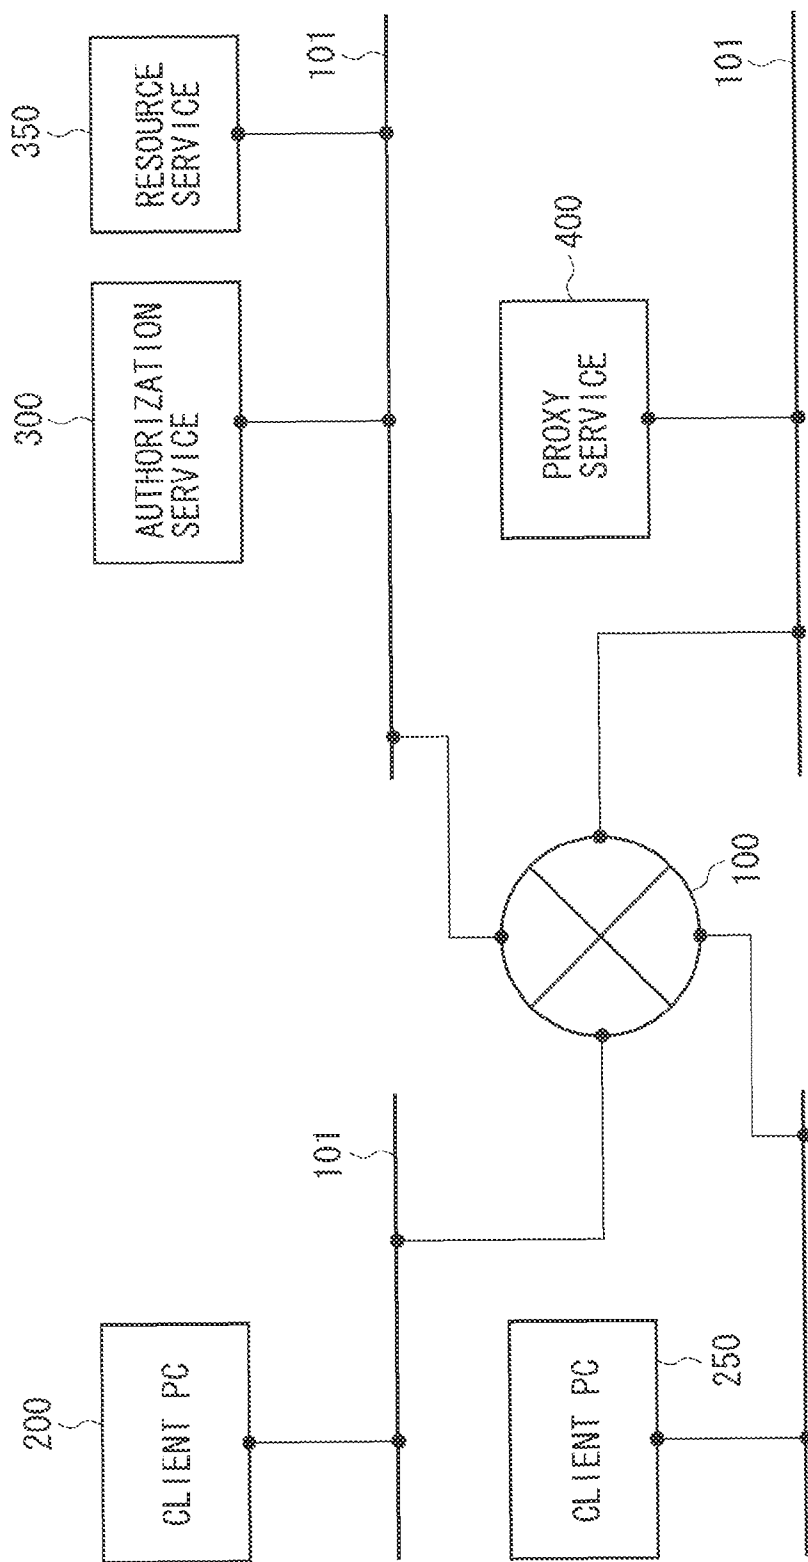 200
CLIENT PC
101
300
AUTHORIZATION
SERVICE
350
RESOURCE
SERVICE
101
CLIENT PC
250
100
PROXY
SERVICE
400
101